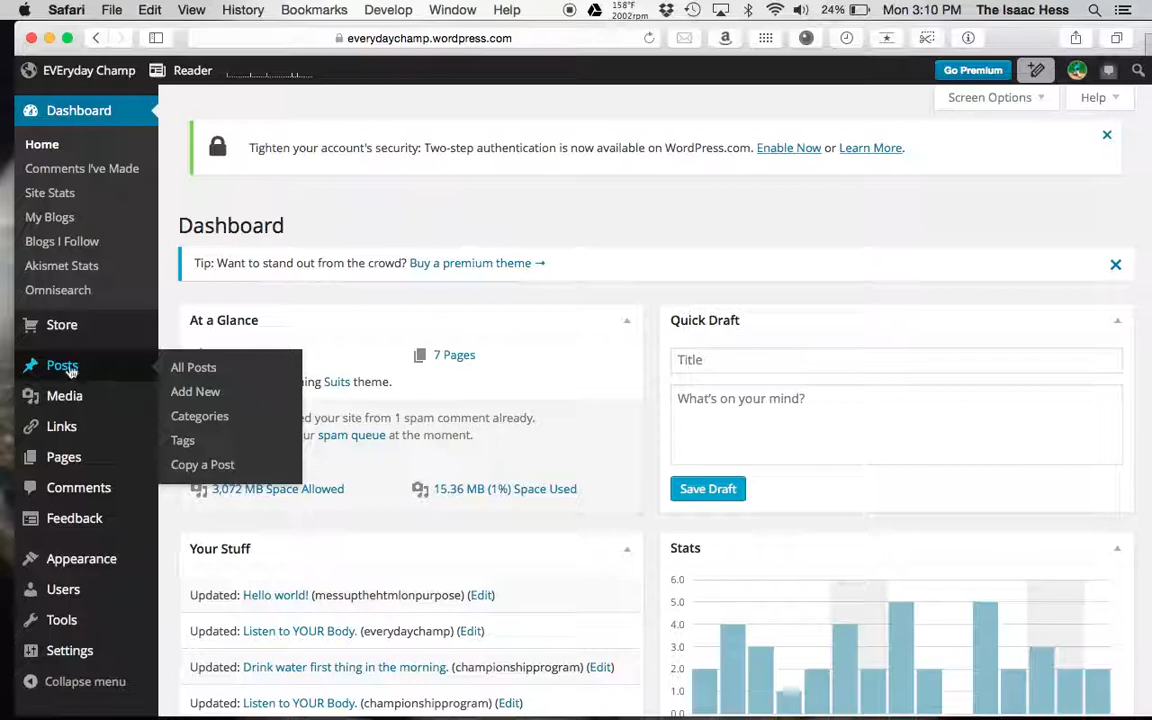 Safari File Edit View History Bookmarks Develop Window Help 158°F 2002rpm 24% Mon 3:10 PM The Isaac Hess
everydaychamp.wordpress.com
EVEryday Champ Reader Go Premium
Dashboard
Screen Options Help
Home
Comments I've Made
Site Stats
My Blogs
Blogs I Follow
Akismet Stats
Omnisearch
Store
Posts
Media
Links
Pages
Comments
Feedback
Appearance
Users
Tools
Settings
Collapse menu
All Posts
Add New
Categories
Tags
Copy a Post
Tighten your account's security: Two-step authentication is now available on WordPress.com. Enable Now or Learn More.
Dashboard
Tip: Want to stand out from the crowd? Buy a premium theme →
At a Glance
7 Pages
ing Suits theme.
ed your site from 1 spam comment already.
ur spam queue at the moment.
3,072 MB Space Allowed 15.36 MB (1%) Space Used
Quick Draft
Title
What's on your mind?
Save Draft
Your Stuff
Updated: Hello world! (messupthehtmlonpurpose) (Edit)
Updated: Listen to YOUR Body. (everydaychamp) (Edit)
Updated: Drink water first thing in the morning. (championshipprogram) (Edit)
Updated: Listen to YOUR Body. (championshipprogram) (Edit)
Stats
6.0
5.0
4.0
3.0
2.0
1.0